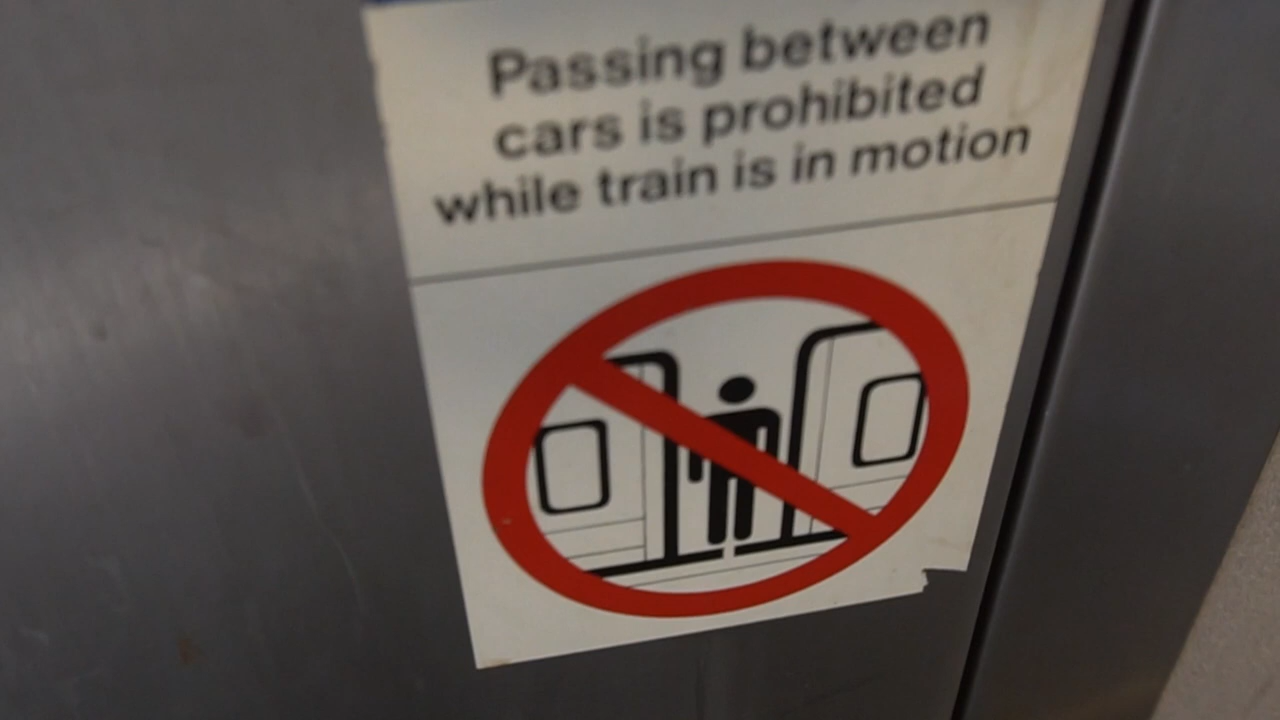 Passing between
cars is prohibited
while train is in motion